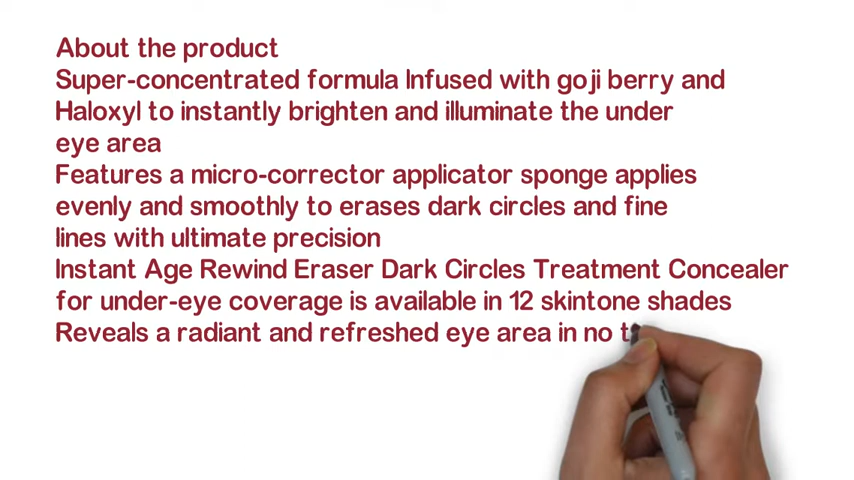 About the product
Super-concentrated formula Infused with goji berry and
Haloxyl to instantly brighten and illuminate the under
eye area
Features a micro-corrector applicator sponge applies
evenly and smoothly to erases dark circles and fine
lines with ultimate precision
Instant Age Rewind Eraser Dark Circles Treatment Concealer
for under-eye coverage is available in 12 skintone shades
Reveals a radiant and refreshed eye area in no t